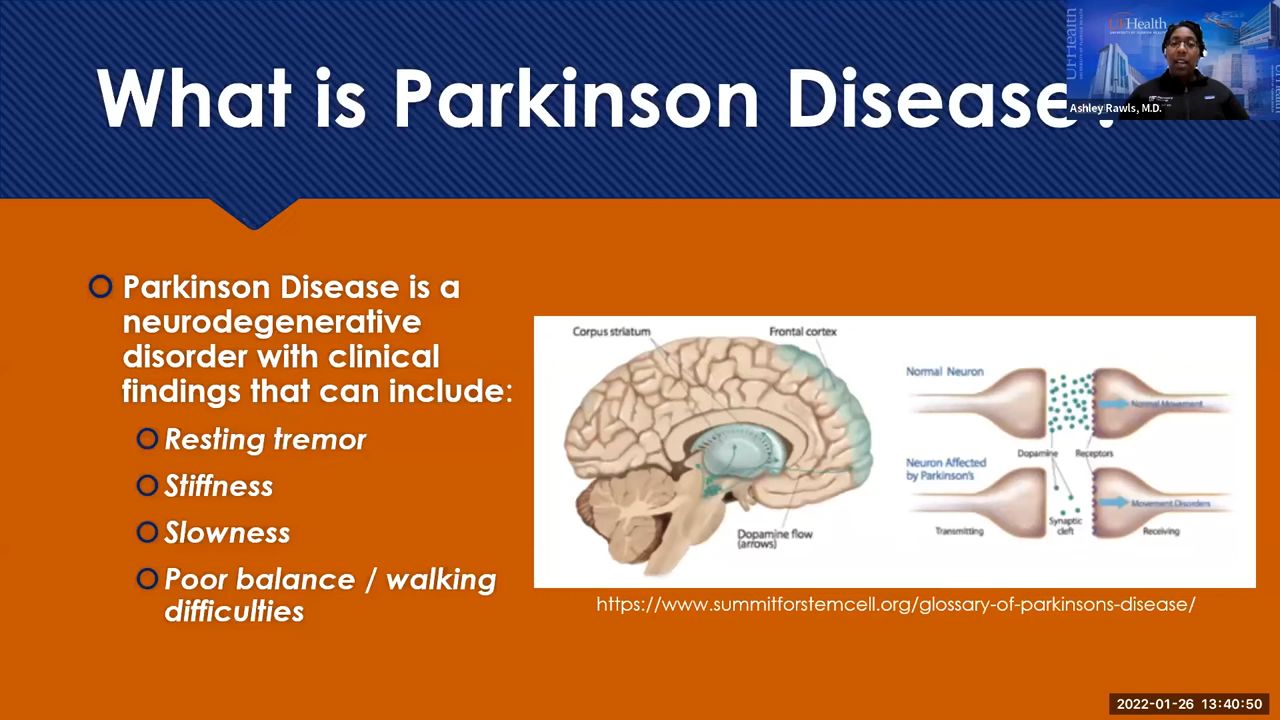 What is Parkinson Disease?
UFHealth
UFHealth
Ashley Rawls, M.D.
Parkinson Disease is a
neurodegenerative
disorder with clinical
findings that can include:
Resting tremor
Stiffness
Slowness
Poor balance / walking
difficulties
Corpus striatum
Frontal cortex
Dopamine flow
(arrows)
Normal Neuron
Normal Movement
Dopamine
Receptors
Neuron Affected
by Parkinson's
Movement Disorders
Transmitting
Synaptic
cleft
Receiving
https://www.summitforstemcell.org/glossary-of-parkinsons-disease/
2022-01-26 13:40:50